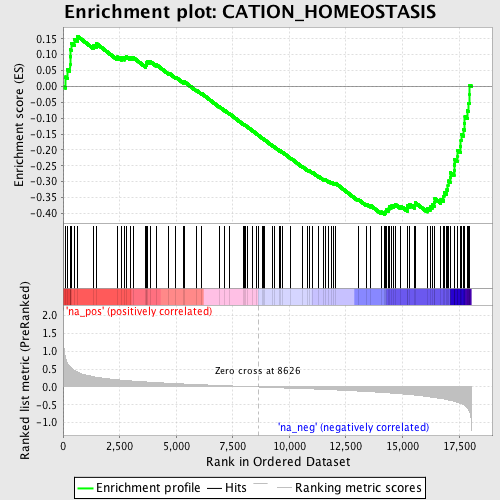 Enrichment plot: CATION_HOMEOSTASIS
Enrichment score (ES)
0.15
0.10
0.05
0.00
-0.05
-0.10
-0.15
-0.20
-0.25
-0.30
-0.35
-0.40
'na_pos' (positively correlated)
Ranked list metric (PreRanked)
2.0
1.5
1.0
0.5
0.0
-0.5
-1.0
Zero cross at 8626
'na_neg' (negatively correlated)
0
2,500
5,000
7,500
10,000
12,500
15,000
17,500
Rank in Ordered Dataset
Enrichment profile
Hits
Ranking metric scores